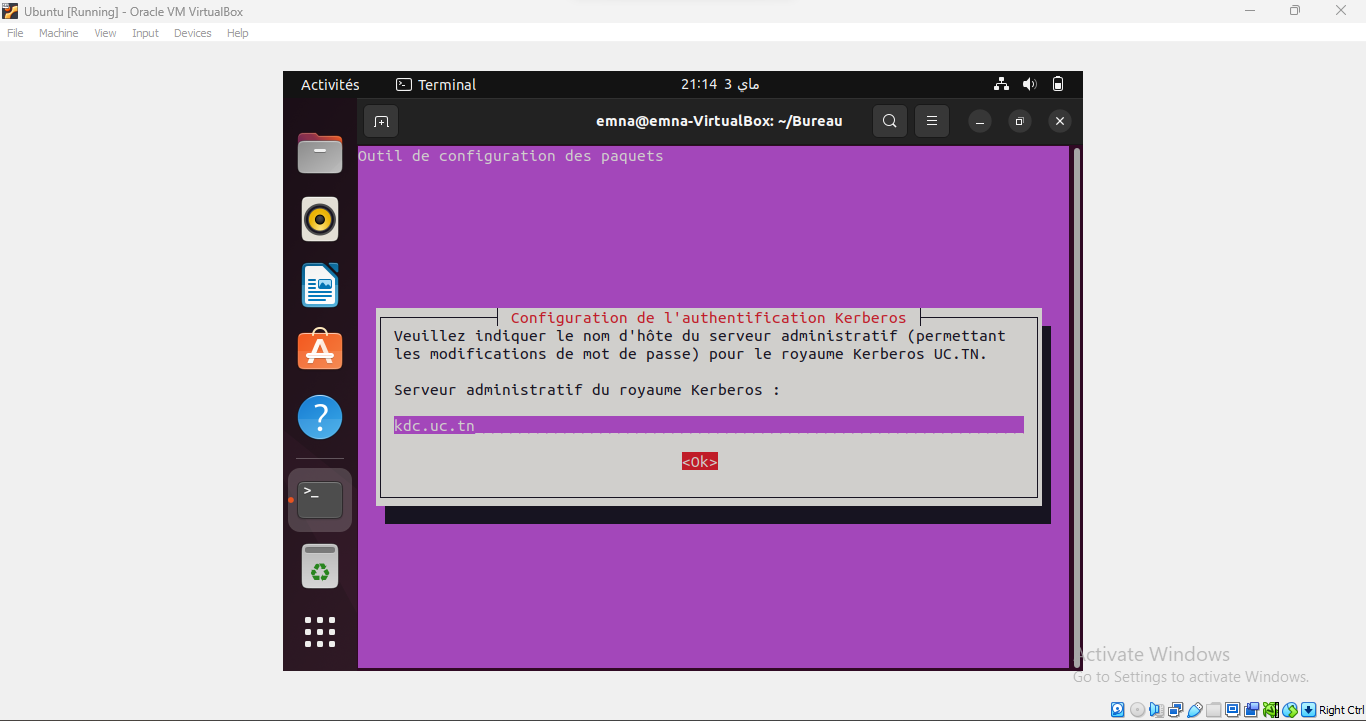 Ubuntu [Running] - Oracle VM VirtualBox
File Machine View Input Devices Help
Activités Terminal 21:14 3 ماي
emna@emna-VirtualBox: ~/Bureau
Outil de configuration des paquets
Configuration de l'authentification Kerberos
Veuillez indiquer le nom d'hôte du serveur administratif (permettant
les modifications de mot de passe) pour le royaume Kerberos UC.TN.
Serveur administratif du royaume Kerberos :
kdc.uc.tn
<Ok>
Activate Windows
Go to Settings to activate Windows.
Right Ctrl